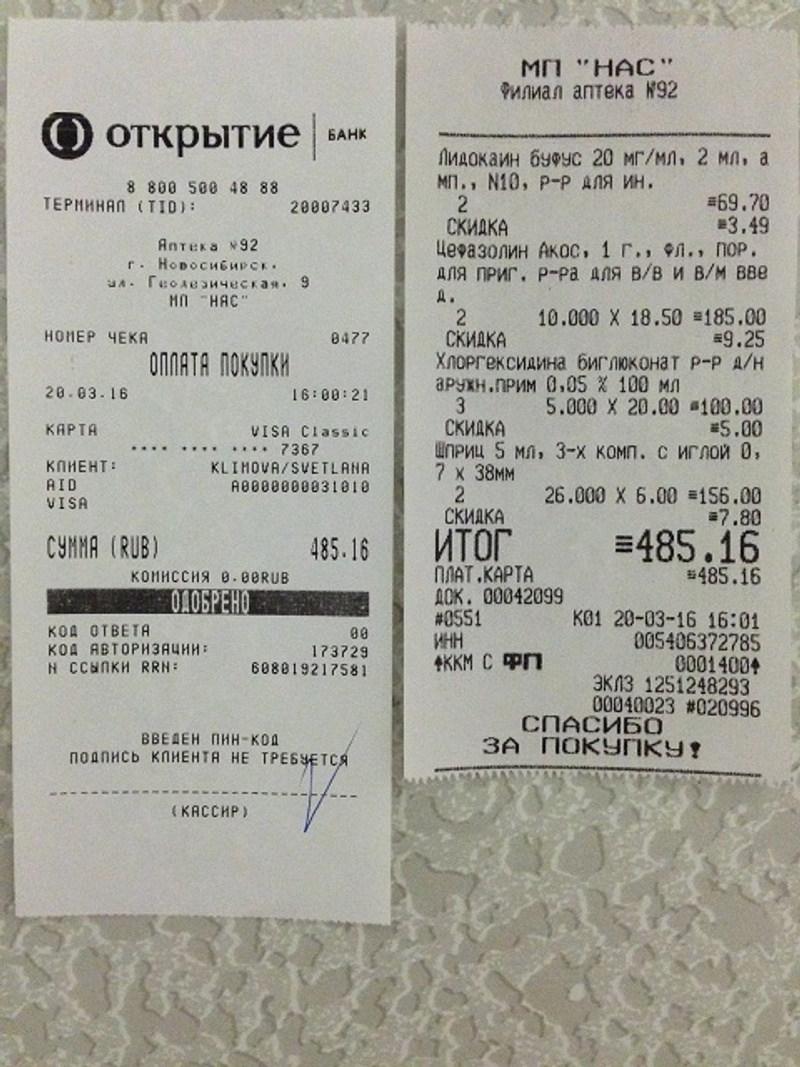 ОТКРЫТИЕ БАНК
8 800 500 48 88
ТЕРМИНАЛ (TID): 20007433
Аптека №92
г. Новосибирск,
ул. Геодезическая, 9
МП "НАС"
НОМЕР ЧЕКА 0477
ОПЛАТА ПОКУПКИ
20.03.16 16:00:21
КАРТА VISA Classic
**** **** **** 7367
КЛИЕНТ: KLIMOVA/SVETLANA
AID A0000000031010
VISA
СУММА (RUB) 485.16
КОМИССИЯ 0.00RUB
ОДОБРЕНО
КОД ОТВЕТА 00
КОД АВТОРИЗАЦИИ: 173729
N ССЫЛКИ RRN: 608019217581
ВВЕДЕН ПИН-КОД
ПОДПИСЬ КЛИЕНТА НЕ ТРЕБУЕТСЯ
(КАССИР)
МП "НАС"
Филиал аптека №92
Лидокаин буфус 20 мг/мл, 2 мл, а
мп., N10, р-р для ин.
2 ≡69.70
СКИДКА ≡3.49
Цефазолин Акос, 1 г., фл., пор.
для приг. р-ра для в/в и в/м вве
д.
2 10.000 X 18.50 ≡185.00
СКИДКА ≡9.25
Хлоргексидина биглюконат р-р д/н
аружн.прим 0.05 % 100 мл
3 5.000 X 20.00 ≡100.00
СКИДКА ≡5.00
Шприц 5 мл, 3-х комп. с иглой 0,
7 х 38мм
2 26.000 X 6.00 ≡156.00
СКИДКА ≡7.80
ИТОГ ≡485.16
ПЛАТ.КАРТА ≡485.16
ДОК. 00042099
#0551 К01 20-03-16 16:01
ИНН 005406372785
↑ККМ С ФП 0001400↑
ЭКЛЗ 1251248293
00040023 #020996
СПАСИБО
ЗА ПОКУПКУ!